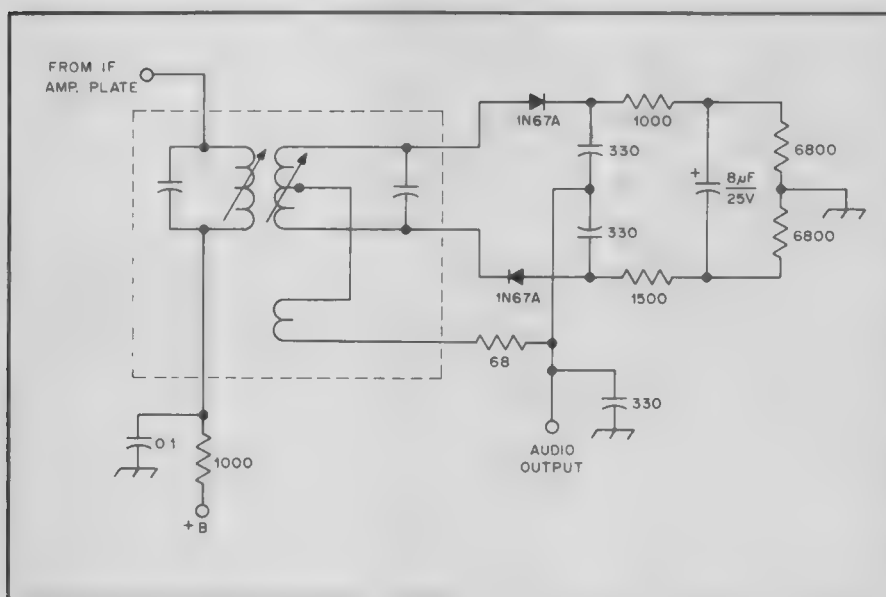 FROM IF
AMP. PLATE
1N67A
1000
330
6800
+
8µF
25V
330
6800
1N67A
1500
68
330
AUDIO
OUTPUT
0.1
1000
+B